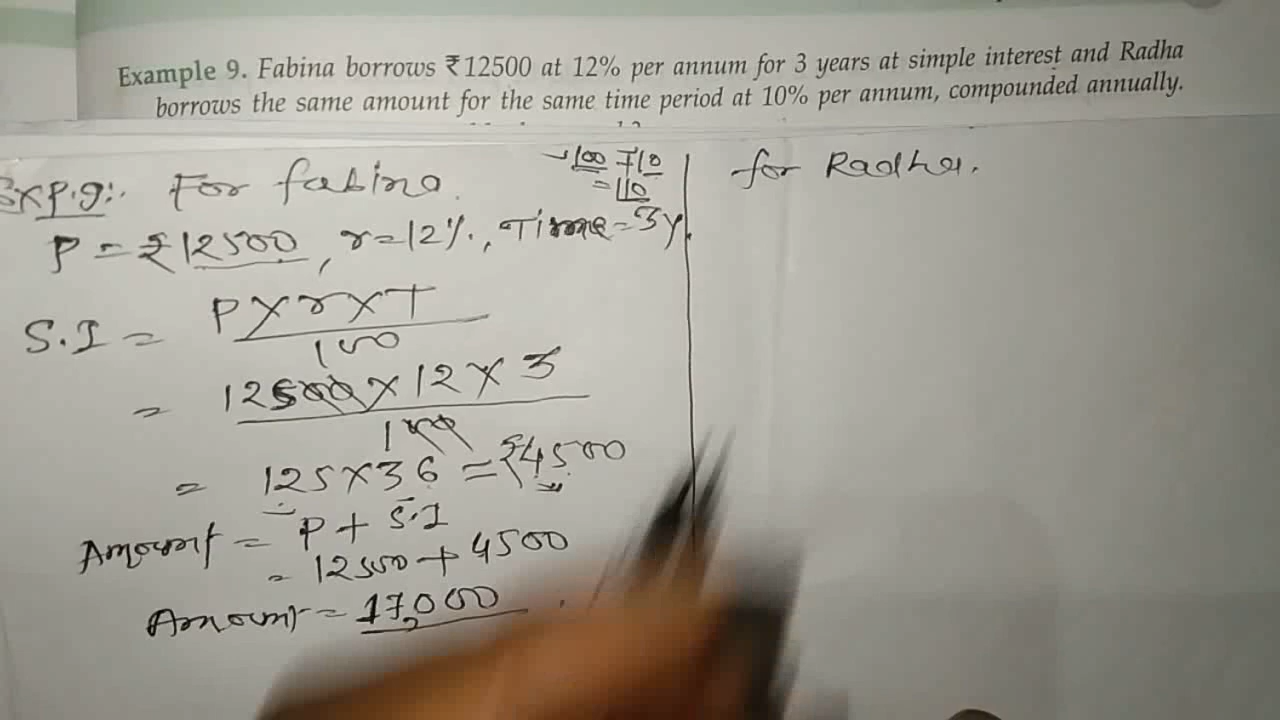 Example 9. Fabina borrows ₹12500 at 12% per annum for 3 years at simple interest and Radha
borrows the same amount for the same time period at 10% per annum, compounded annually.
Exp.9:. For fabina.
100 + 10
= 110
P = ₹12500, r=12%., Time=3y.
S.I = P×r×T
100
= 12500×12×3
100
= 125×36 = ₹4500
Amount = P + S.I
= 12500+4500
Amount = 17,000
for Radha.